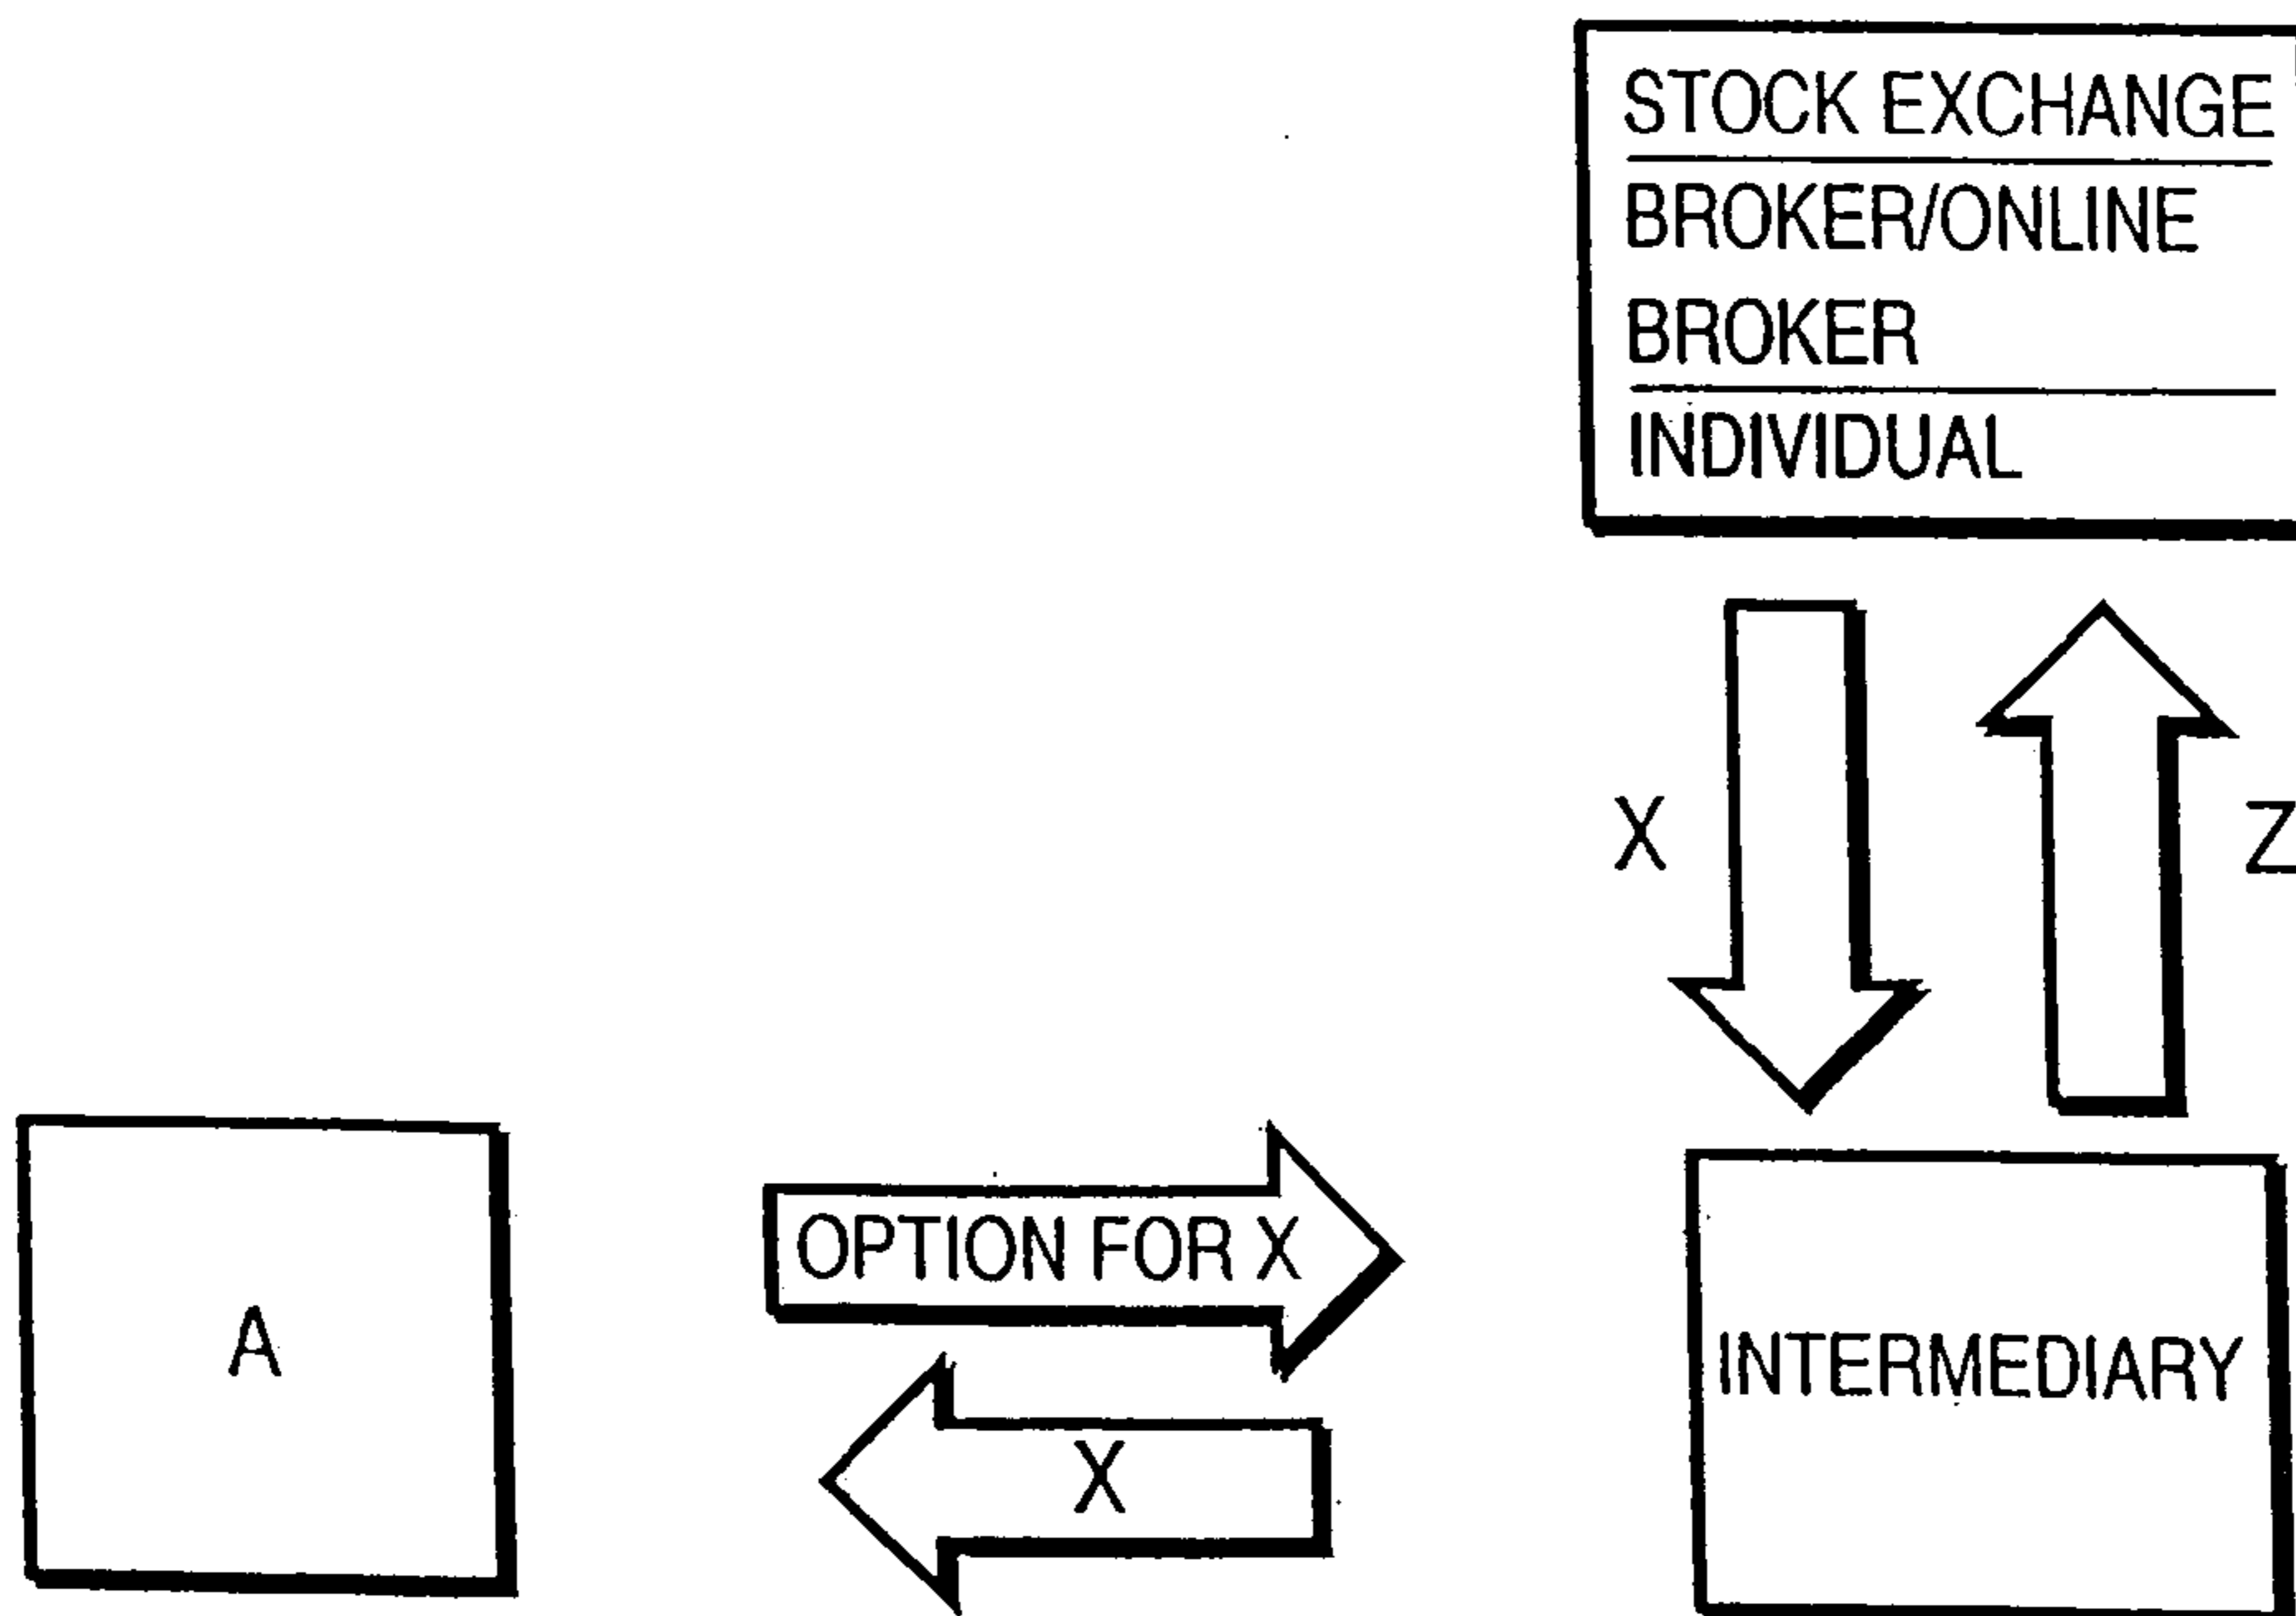 STOCK EXCHANGE
BROKER/ONLINE
BROKER
INDIVIDUAL
X
Z
OPTION FOR X
A
INTERMEDIARY
X